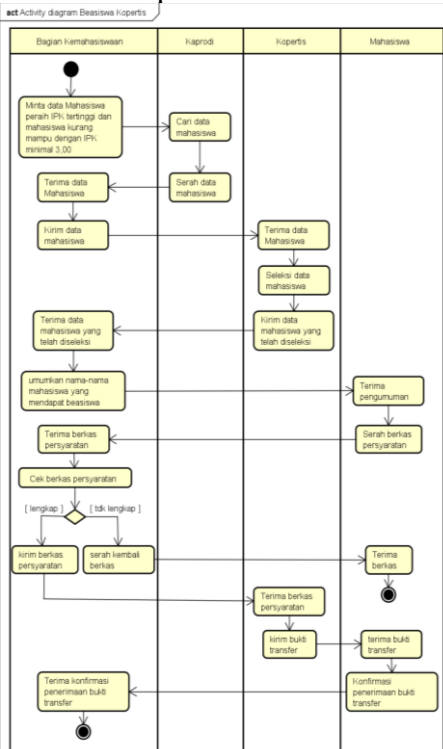 act Activity diagram Beasiswa Kopertis
Bagian Kemahasiswaan
Kaprodi
Kopertis
Mahasiswa
Minta data Mahasiswa
peraih IPK tertinggi dan
mahasiswa kurang
mampu dengan IPK
minimal 3,00
Cari data
mahasiswa
Terima data
Mahasiswa
Serah data
mahasiswa
Kirim data
mahasiswa
Terima data
Mahasiswa
Seleksi data
mahasiswa
Terima data
mahasiswa yang
telah diseleksi
Kirim data
mahasiswa yang
telah diseleksi
umumkan nama-nama
mahasiswa yang
mendapat beasiswa
Terima
pengumuman
Terima berkas
persyaratan
Serah berkas
persyaratan
Cek berkas persyaratan
[ lengkap ]
[ tdk lengkap ]
kirim berkas
persyaratan
serah kembali
berkas
Terima
berkas
Terima berkas
persyaratan
kirim bukti
transfer
terima bukti
transfer
Terima konfirmasi
penerimaan bukti
transfer
Konfirmasi
penerimaan bukti
transfer